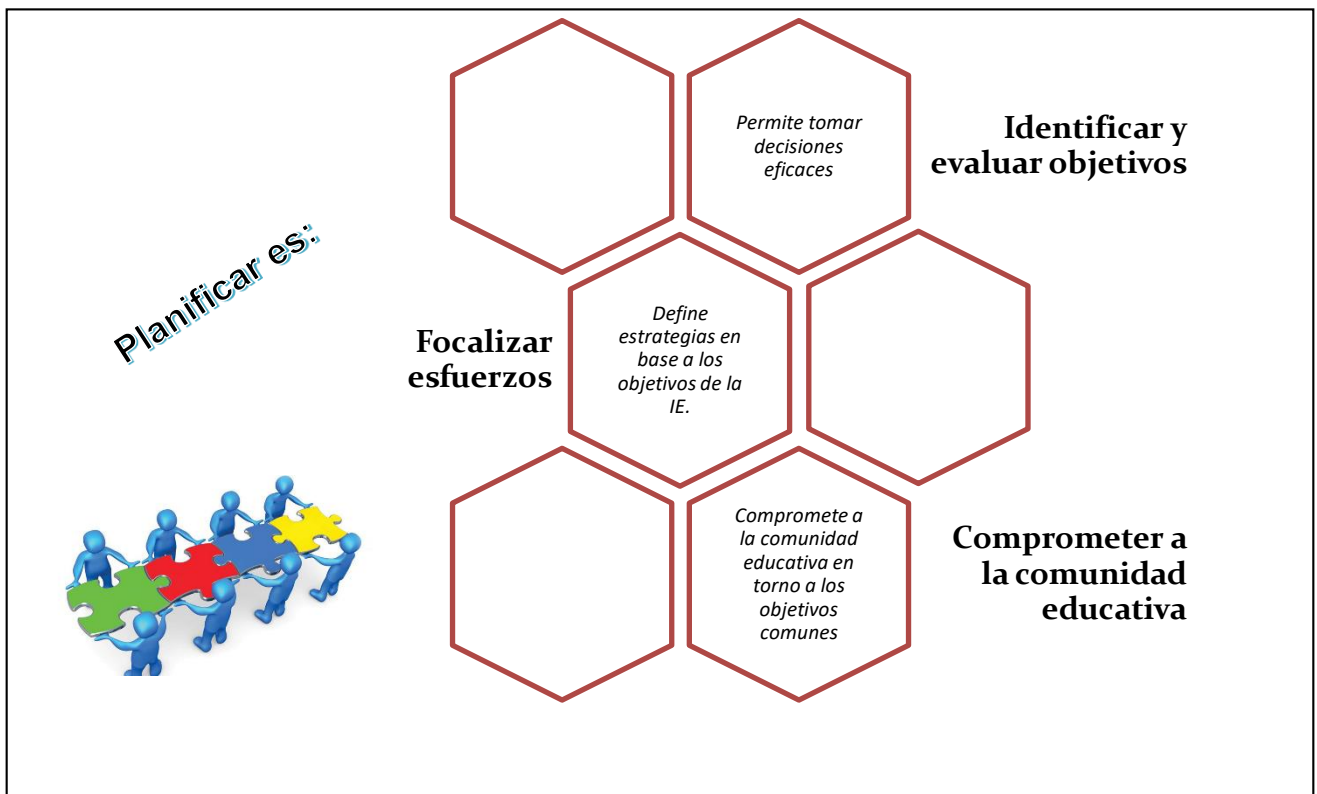 Planificar es:
Permite tomar
decisiones
eficaces
Identificar y
evaluar objetivos
Focalizar
esfuerzos
Define
estrategias en
base a los
objetivos de la
IE.
Compromete a
la comunidad
educativa en
torno a los
objetivos
comunes
Comprometer a
la comunidad
educativa